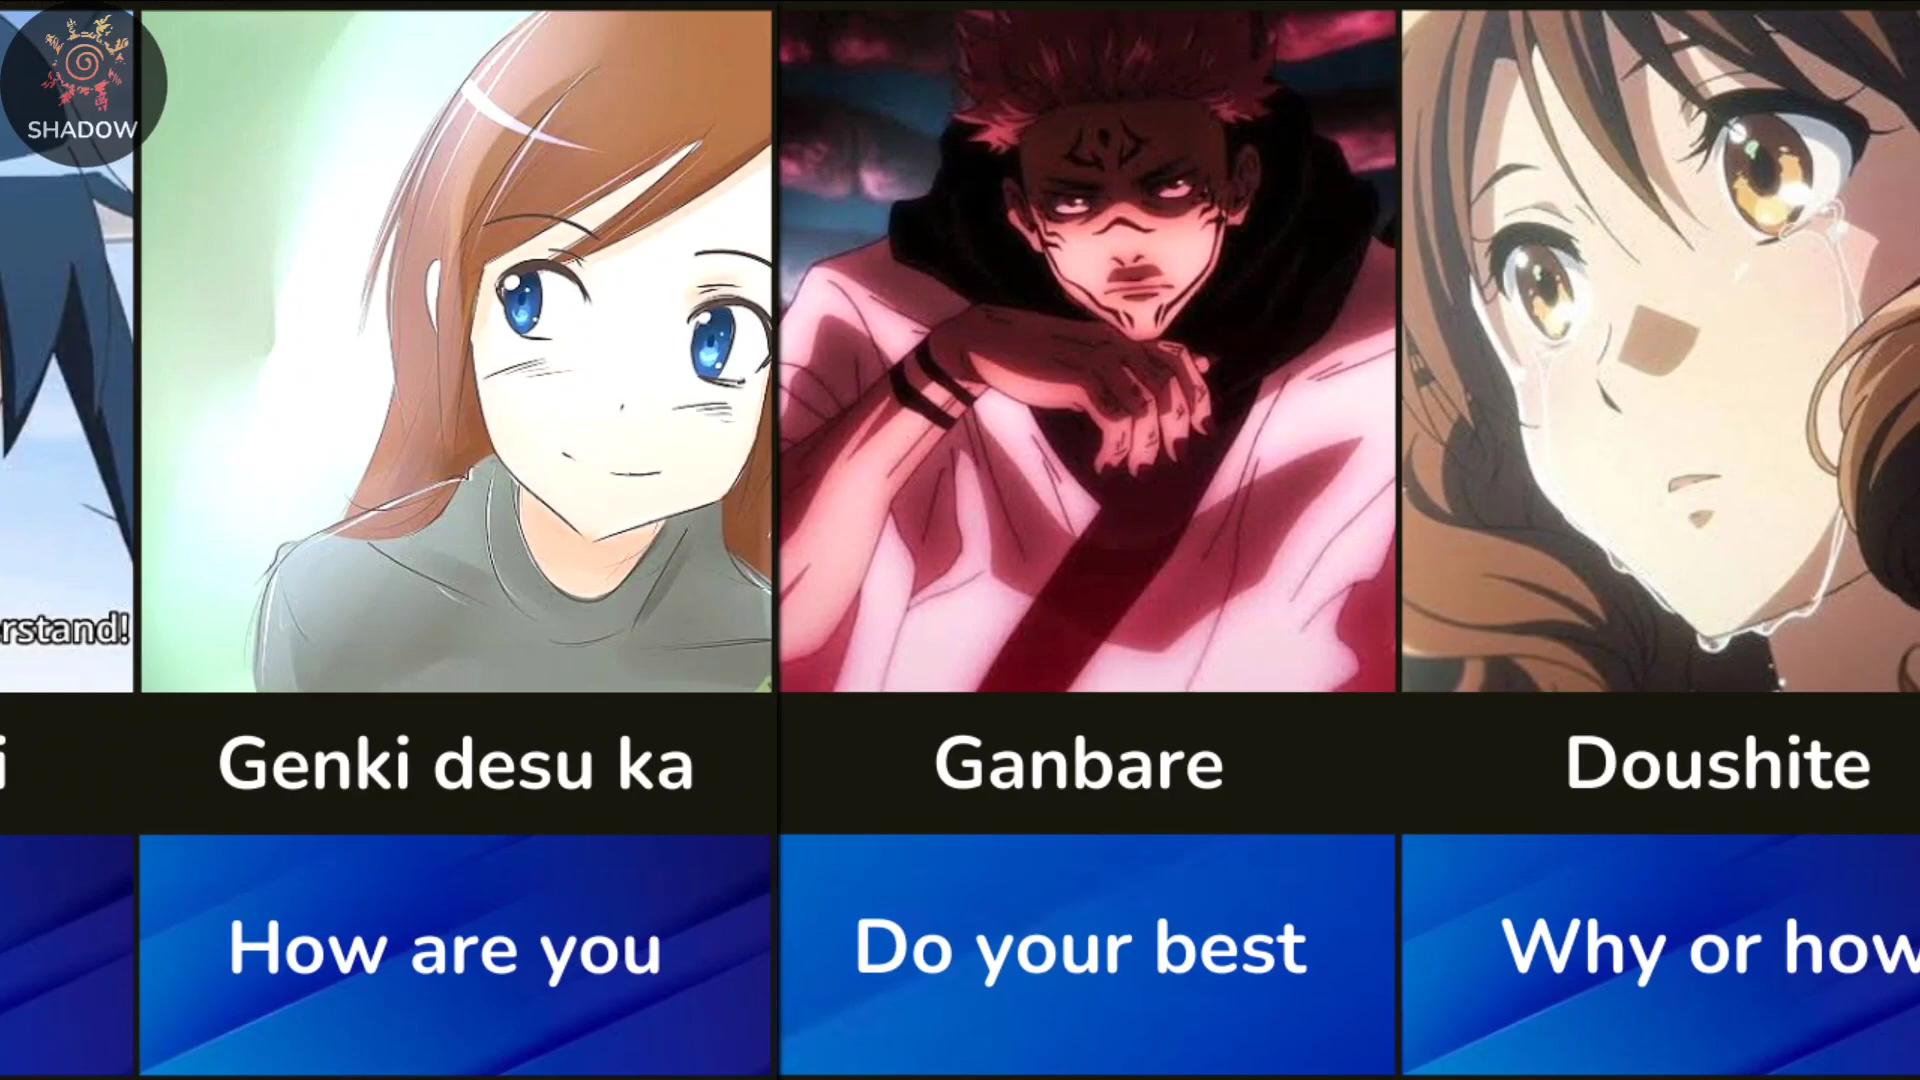 SHADOW
rstand!
i
Genki desu ka
Ganbare
Doushite
How are you
Do your best
Why or how